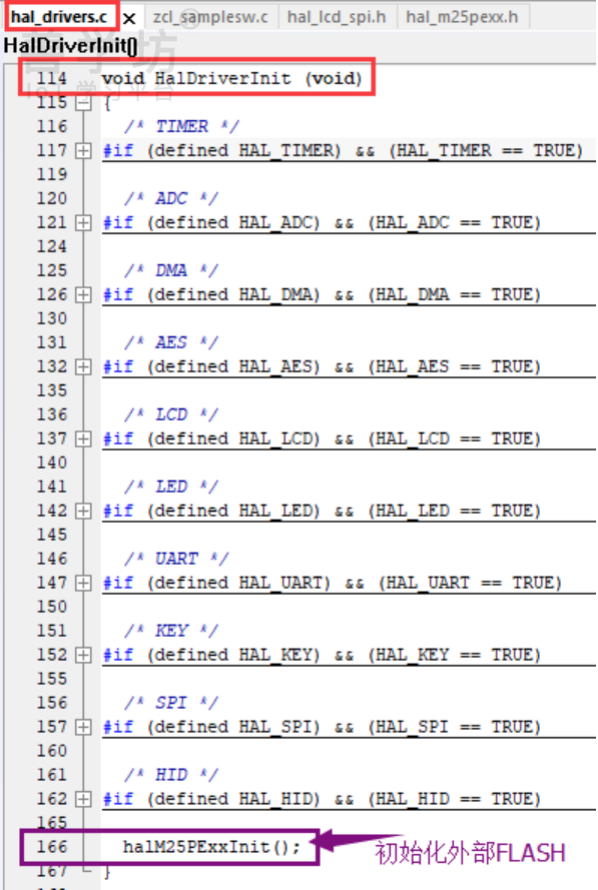 hal_drivers.c × zcl_samplesw.c hal_lcd_spi.h hal_m25pexx.h
HalDriverInit()
114 void HalDriverInit (void)
115 {
116 /* TIMER */
117 #if (defined HAL_TIMER) && (HAL_TIMER == TRUE)
119
120 /* ADC */
121 #if (defined HAL_ADC) && (HAL_ADC == TRUE)
124
125 /* DMA */
126 #if (defined HAL_DMA) && (HAL_DMA == TRUE)
130
131 /* AES */
132 #if (defined HAL_AES) && (HAL_AES == TRUE)
135
136 /* LCD */
137 #if (defined HAL_LCD) && (HAL_LCD == TRUE)
140
141 /* LED */
142 #if (defined HAL_LED) && (HAL_LED == TRUE)
145
146 /* UART */
147 #if (defined HAL_UART) && (HAL_UART == TRUE)
150
151 /* KEY */
152 #if (defined HAL_KEY) && (HAL_KEY == TRUE)
155
156 /* SPI */
157 #if (defined HAL_SPI) && (HAL_SPI == TRUE)
160
161 /* HID */
162 #if (defined HAL_HID) && (HAL_HID == TRUE)
165
166 halM25PExxInit(); 初始化外部FLASH
167 }